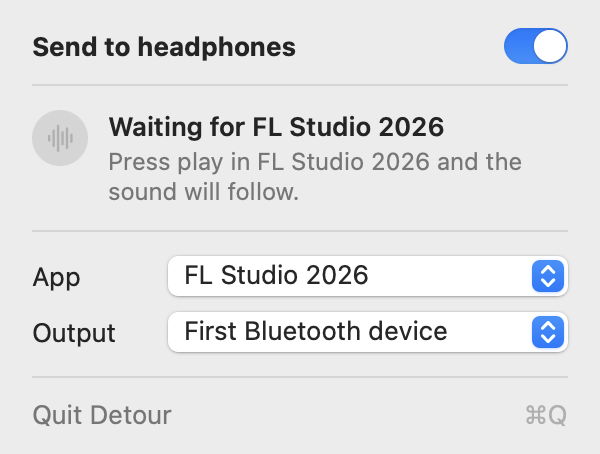 Send to headphones
Waiting for FL Studio 2026
Press play in FL Studio 2026 and the
sound will follow.
App FL Studio 2026
Output First Bluetooth device
Quit Detour ⌘Q